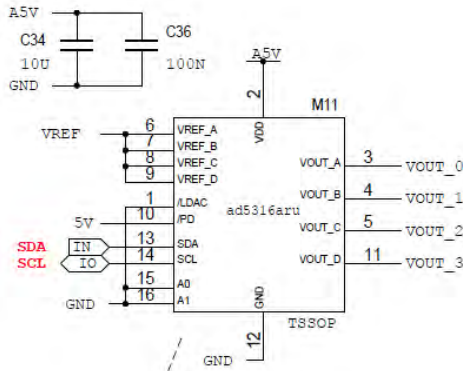 A5V
C34
C36
10U
100N
GND
A5V
M11
2
VDD
VREF
6 VREF_A
7 VREF_B
8 VREF_C
9 VREF_D
VOUT_A 3 VOUT_0
VOUT_B 4 VOUT_1
VOUT_C 5 VOUT_2
VOUT_D 11 VOUT_3
1 /LDAC
5V 10 /PD
ad5316aru
SDA IN 13 SDA
SCL IO 14 SCL
15 A0
GND 16 A1
GND
TSSOP
12
GND